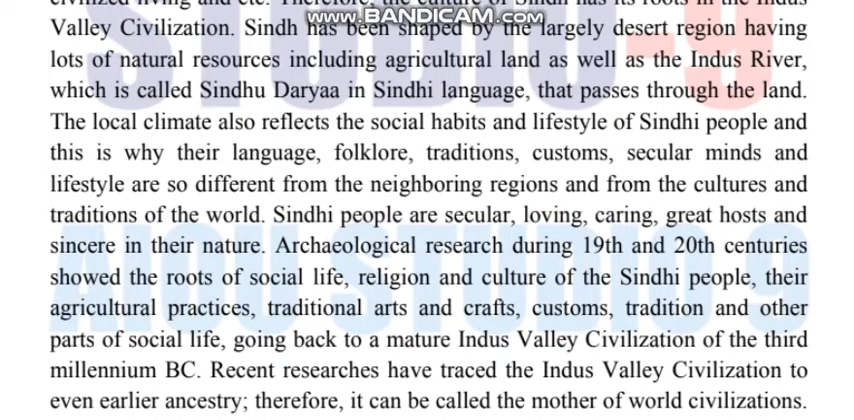 civilized living and etc. Therefore, the culture of Sindh has its roots in the Indus
www.BANDICAM.com
Valley Civilization. Sindh has been shaped by the largely desert region having
lots of natural resources including agricultural land as well as the Indus River,
which is called Sindhu Daryaa in Sindhi language, that passes through the land.
The local climate also reflects the social habits and lifestyle of Sindhi people and
this is why their language, folklore, traditions, customs, secular minds and
lifestyle are so different from the neighboring regions and from the cultures and
traditions of the world. Sindhi people are secular, loving, caring, great hosts and
sincere in their nature. Archaeological research during 19th and 20th centuries
showed the roots of social life, religion and culture of the Sindhi people, their
agricultural practices, traditional arts and crafts, customs, tradition and other
parts of social life, going back to a mature Indus Valley Civilization of the third
millennium BC. Recent researches have traced the Indus Valley Civilization to
even earlier ancestry; therefore, it can be called the mother of world civilizations.
STUDIO-9
AIOU STUDIO 9